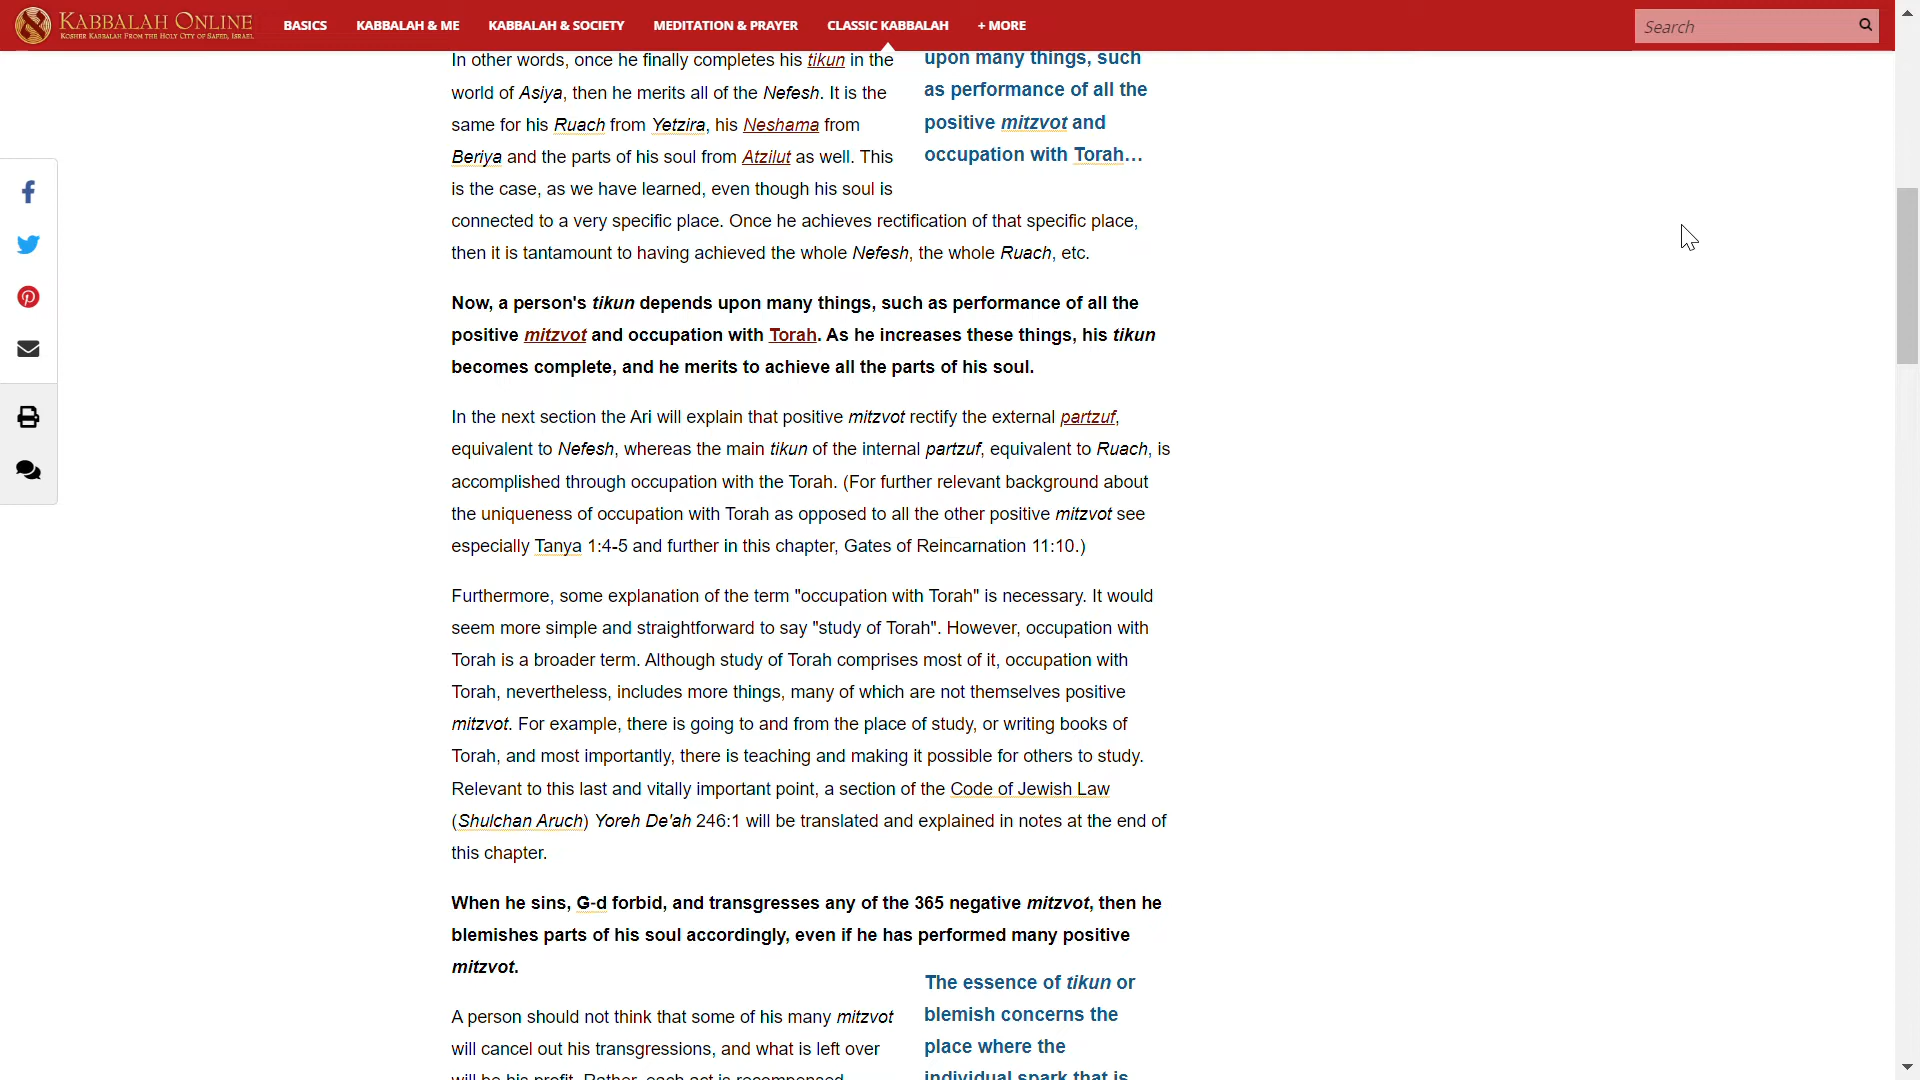 KABBALAH ONLINE
KOSHER KABBALAH FROM THE HOLY CITY OF SAFED, ISRAEL
BASICS
KABBALAH & ME
KABBALAH & SOCIETY
MEDITATION & PRAYER
CLASSIC KABBALAH
+ MORE
Search
In other words, once he finally completes his tikun in the
world of Asiya, then he merits all of the Nefesh. It is the
same for his Ruach from Yetzira, his Neshama from
Beriya and the parts of his soul from Atzilut as well. This
is the case, as we have learned, even though his soul is
connected to a very specific place. Once he achieves rectification of that specific place,
then it is tantamount to having achieved the whole Nefesh, the whole Ruach, etc.
upon many things, such
as performance of all the
positive mitzvot and
occupation with Torah…
Now, a person's tikun depends upon many things, such as performance of all the
positive mitzvot and occupation with Torah. As he increases these things, his tikun
becomes complete, and he merits to achieve all the parts of his soul.
In the next section the Ari will explain that positive mitzvot rectify the external partzuf,
equivalent to Nefesh, whereas the main tikun of the internal partzuf, equivalent to Ruach, is
accomplished through occupation with the Torah. (For further relevant background about
the uniqueness of occupation with Torah as opposed to all the other positive mitzvot see
especially Tanya 1:4-5 and further in this chapter, Gates of Reincarnation 11:10.)
Furthermore, some explanation of the term "occupation with Torah" is necessary. It would
seem more simple and straightforward to say "study of Torah". However, occupation with
Torah is a broader term. Although study of Torah comprises most of it, occupation with
Torah, nevertheless, includes more things, many of which are not themselves positive
mitzvot. For example, there is going to and from the place of study, or writing books of
Torah, and most importantly, there is teaching and making it possible for others to study.
Relevant to this last and vitally important point, a section of the Code of Jewish Law
(Shulchan Aruch) Yoreh De'ah 246:1 will be translated and explained in notes at the end of
this chapter.
When he sins, G-d forbid, and transgresses any of the 365 negative mitzvot, then he
blemishes parts of his soul accordingly, even if he has performed many positive
mitzvot.
A person should not think that some of his many mitzvot
will cancel out his transgressions, and what is left over
will be his profit. Rather, each act is recompensed
The essence of tikun or
blemish concerns the
place where the
individual spark that is